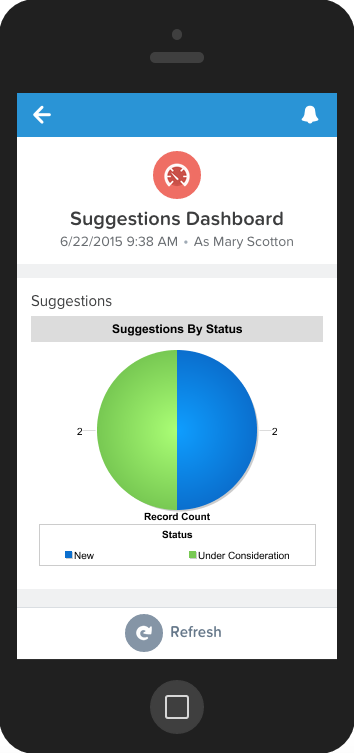 Suggestions Dashboard
6/22/2015 9:38 AM • As Mary Scotton
Suggestions
Suggestions By Status
2 2
Record Count
Status
New Under Consideration
Refresh